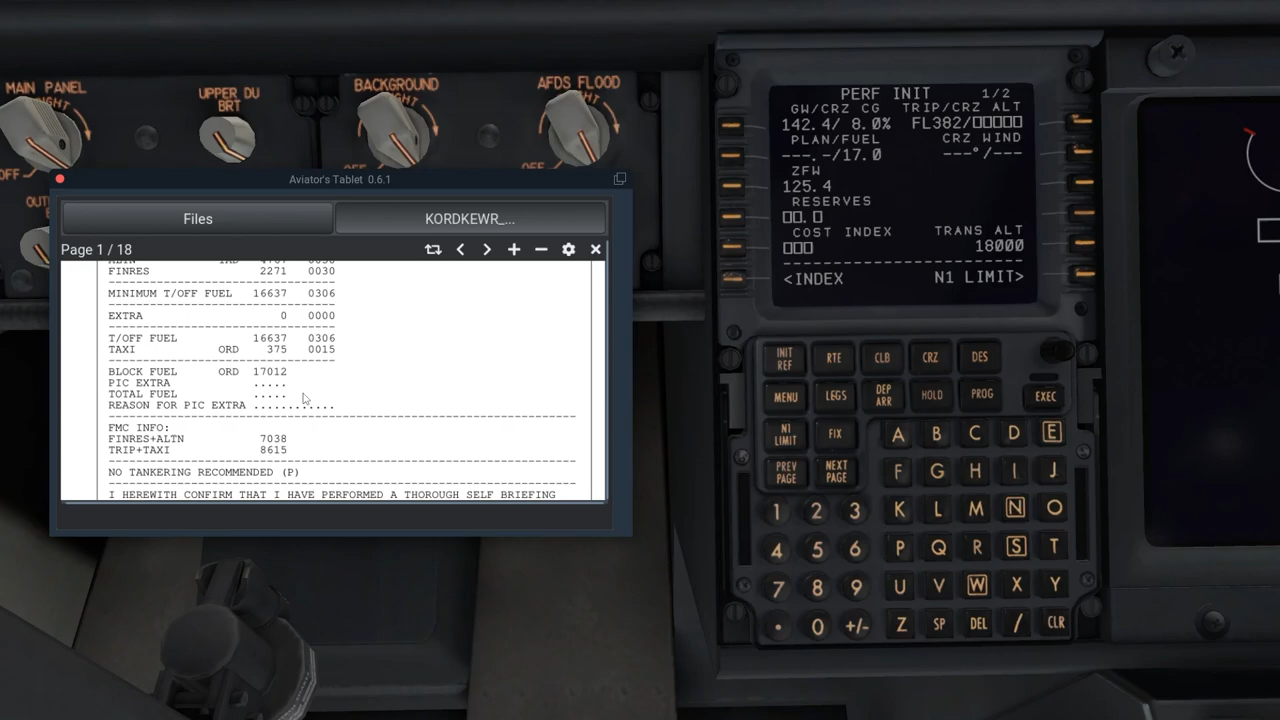 MAIN PANEL
BRIGHT
OFF
UPPER DU
BRT
BACKGROUND
AFDS FLOOD
OFF
OFF
Aviator's Tablet 0.6.1
Files
KORDKEWR_...
Page 1 / 18
FINRES 2271 0030
MINIMUM T/OFF FUEL 16637 0306
EXTRA 0 0000
T/OFF FUEL 16637 0306
TAXI ORD 375 0015
BLOCK FUEL ORD 17012
PIC EXTRA .....
TOTAL FUEL .....
REASON FOR PIC EXTRA ............
FMC INFO:
FINRES+ALTN 7038
TRIP+TAXI 8615
NO TANKERING RECOMMENDED (P)
I HEREWITH CONFIRM THAT I HAVE PERFORMED A THOROUGH SELF BRIEFING
PERF INIT 1/2
GW/CRZ CG TRIP/CRZ ALT
142.4/ 8.0% FL382/□□□□□
PLAN/FUEL CRZ WIND
---.-/17.0 ---°/---
ZFW
125.4
RESERVES
□□.□
COST INDEX TRANS ALT
□□□ 18000
<INDEX N1 LIMIT>
INIT REF
RTE
CLB
CRZ
DES
MENU
LEGS
DEP ARR
HOLD
PROG
EXEC
N1 LIMIT
FIX
A B C D E
PREV PAGE
NEXT PAGE
F G H I J
1 2 3 K L M N O
4 5 6 P Q R S T
7 8 9 U V W X Y
. 0 +/- Z SP DEL / CLR